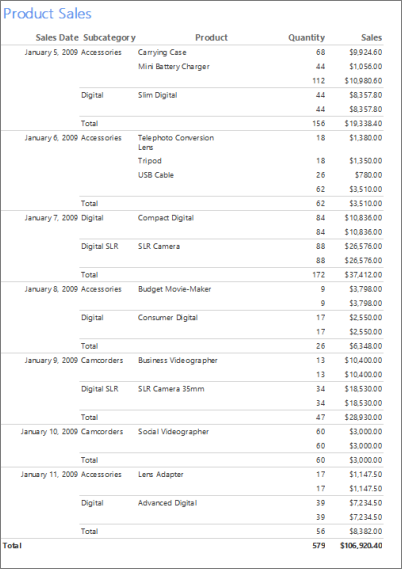 Product Sales
Sales Date Subcategory Product Quantity Sales
January 5, 2009 Accessories Carrying Case 68 $9,924.60
Mini Battery Charger 44 $1,056.00
112 $10,980.60
Digital Slim Digital 44 $8,357.80
44 $8,357.80
Total 156 $19,338.40
January 6, 2009 Accessories Telephoto Conversion 18 $1,380.00
Lens
Tripod 18 $1,350.00
USB Cable 26 $780.00
62 $3,510.00
Total 62 $3,510.00
January 7, 2009 Digital Compact Digital 84 $10,836.00
84 $10,836.00
Digital SLR SLR Camera 88 $26,576.00
88 $26,576.00
Total 172 $37,412.00
January 8, 2009 Accessories Budget Movie-Maker 9 $3,798.00
9 $3,798.00
Digital Consumer Digital 17 $2,550.00
17 $2,550.00
Total 26 $6,348.00
January 9, 2009 Camcorders Business Videographer 13 $10,400.00
13 $10,400.00
Digital SLR SLR Camera 35mm 34 $18,530.00
34 $18,530.00
Total 47 $28,930.00
January 10, 2009 Camcorders Social Videographer 60 $3,000.00
60 $3,000.00
Total 60 $3,000.00
January 11, 2009 Accessories Lens Adapter 17 $1,147.50
17 $1,147.50
Digital Advanced Digital 39 $7,234.50
39 $7,234.50
Total 56 $8,382.00
Total 579 $106,920.40